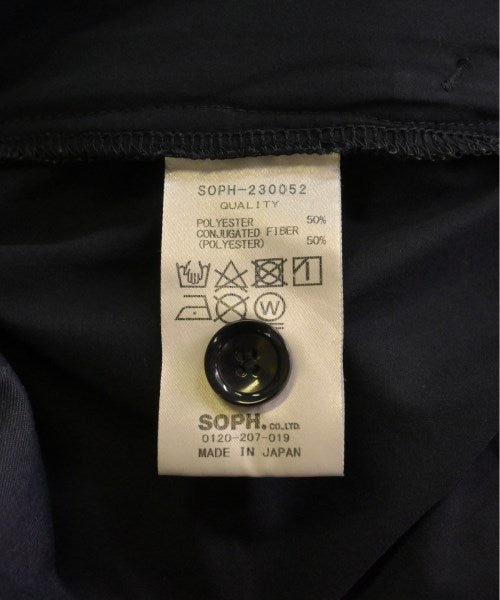 SOPH-230052
QUALITY
POLYESTER 50%
CONJUGATED FIBER
(POLYESTER) 50%
W
SOPH. CO.,LTD.
0120-207-019
MADE IN JAPAN